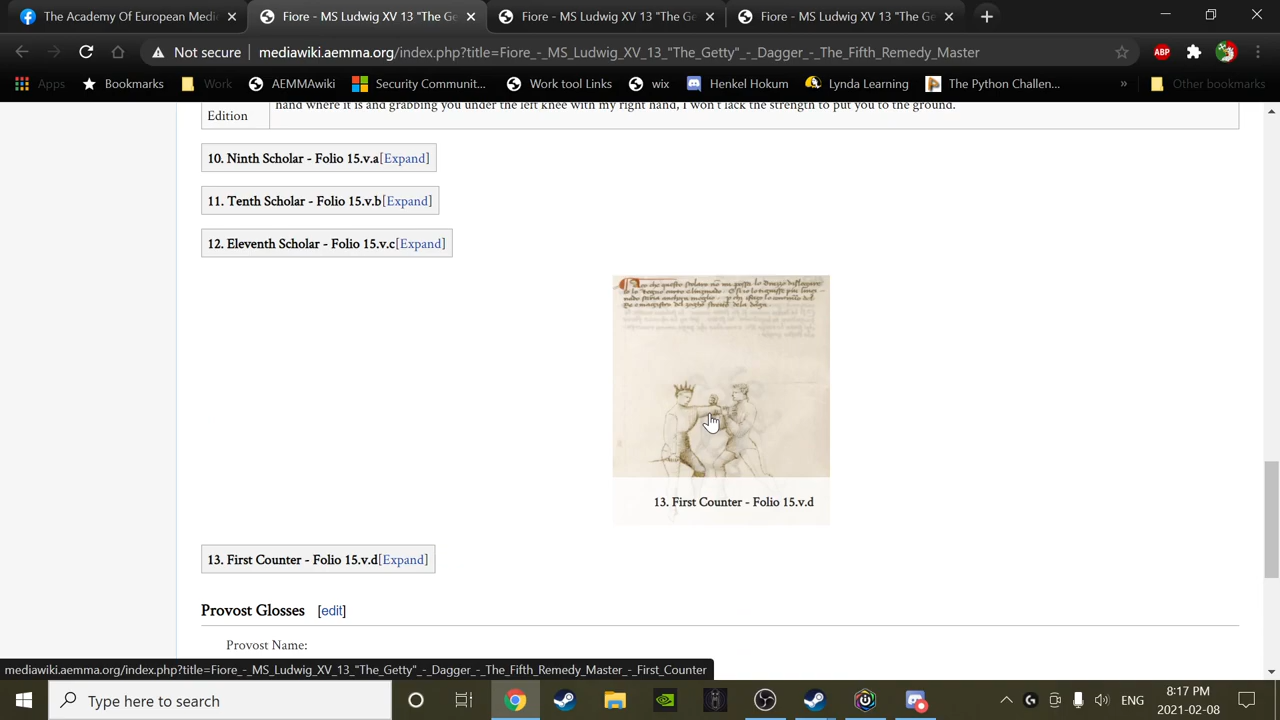 The Academy Of European Medi
Fiore - MS Ludwig XV 13 "The Ge
Fiore - MS Ludwig XV 13 "The Ge
Fiore - MS Ludwig XV 13 "The Ge
Not secure mediawiki.aemma.org/index.php?title=Fiore_-_MS_Ludwig_XV_13_"The_Getty"_-_Dagger_-_The_Fifth_Remedy_Master
ABP
Apps Bookmarks Work AEMMAwiki Security Communit... Work tool Links wix Henkel Hokum Lynda Learning The Python Challen... » Other bookmarks
hand where it is and grabbing you under the left knee with my right hand, I won't lack the strength to put you to the ground.
Edition
10. Ninth Scholar - Folio 15.v.a[Expand]
11. Tenth Scholar - Folio 15.v.b[Expand]
12. Eleventh Scholar - Folio 15.v.c[Expand]
13. First Counter - Folio 15.v.d
13. First Counter - Folio 15.v.d[Expand]
Provost Glosses [edit]
Provost Name:
mediawiki.aemma.org/index.php?title=Fiore_-_MS_Ludwig_XV_13_"The_Getty"_-_Dagger_-_The_Fifth_Remedy_Master_-_First_Counter
Type here to search
ENG
8:17 PM
2021-02-08